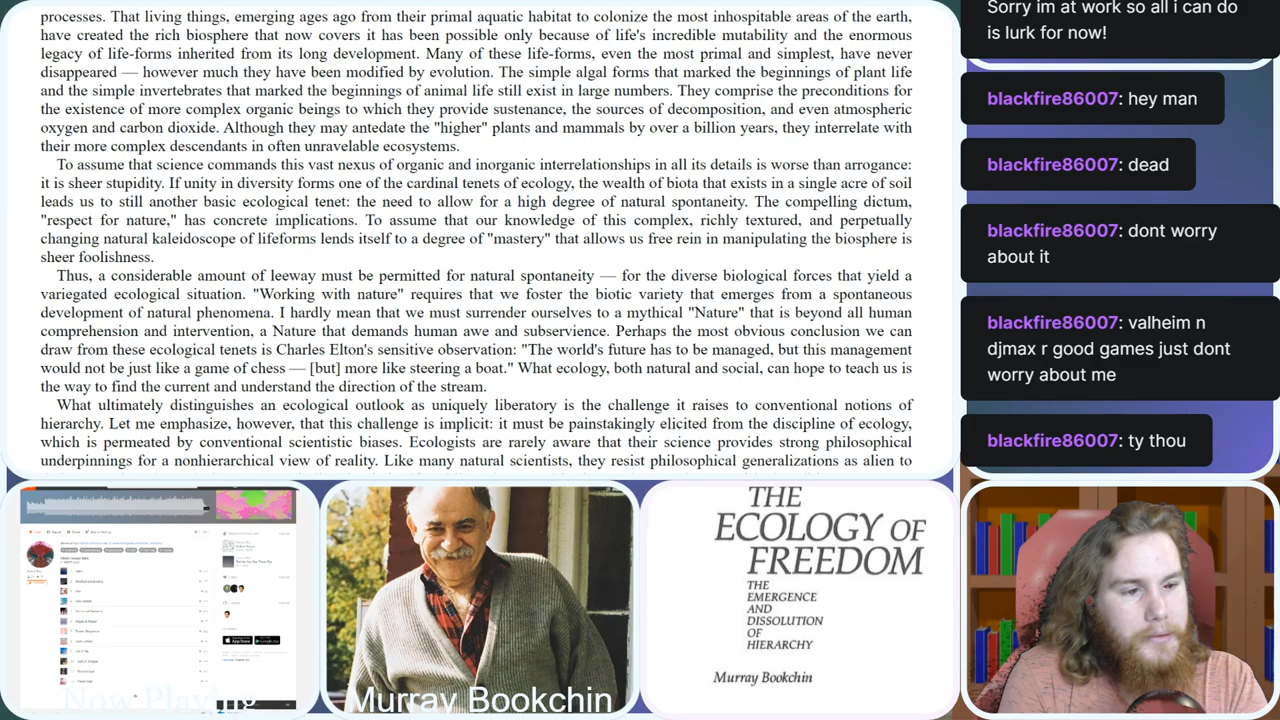 processes. That living things, emerging ages ago from their primal aquatic habitat to colonize the most inhospitable areas of the earth,
have created the rich biosphere that now covers it has been possible only because of life's incredible mutability and the enormous
legacy of life-forms inherited from its long development. Many of these life-forms, even the most primal and simplest, have never
disappeared — however much they have been modified by evolution. The simple algal forms that marked the beginnings of plant life
and the simple invertebrates that marked the beginnings of animal life still exist in large numbers. They comprise the preconditions for
the existence of more complex organic beings to which they provide sustenance, the sources of decomposition, and even atmospheric
oxygen and carbon dioxide. Although they may antedate the "higher" plants and mammals by over a billion years, they interrelate with
their more complex descendants in often unravelable ecosystems.
To assume that science commands this vast nexus of organic and inorganic interrelationships in all its details is worse than arrogance:
it is sheer stupidity. If unity in diversity forms one of the cardinal tenets of ecology, the wealth of biota that exists in a single acre of soil
leads us to still another basic ecological tenet: the need to allow for a high degree of natural spontaneity. The compelling dictum,
"respect for nature," has concrete implications. To assume that our knowledge of this complex, richly textured, and perpetually
changing natural kaleidoscope of lifeforms lends itself to a degree of "mastery" that allows us free rein in manipulating the biosphere is
sheer foolishness.
Thus, a considerable amount of leeway must be permitted for natural spontaneity — for the diverse biological forces that yield a
variegated ecological situation. "Working with nature" requires that we foster the biotic variety that emerges from a spontaneous
development of natural phenomena. I hardly mean that we must surrender ourselves to a mythical "Nature" that is beyond all human
comprehension and intervention, a Nature that demands human awe and subservience. Perhaps the most obvious conclusion we can
draw from these ecological tenets is Charles Elton's sensitive observation: "The world's future has to be managed, but this management
would not be just like a game of chess — [but] more like steering a boat." What ecology, both natural and social, can hope to teach us is
the way to find the current and understand the direction of the stream.
What ultimately distinguishes an ecological outlook as uniquely liberatory is the challenge it raises to conventional notions of
hierarchy. Let me emphasize, however, that this challenge is implicit: it must be painstakingly elicited from the discipline of ecology,
which is permeated by conventional scientistic biases. Ecologists are rarely aware that their science provides strong philosophical
underpinnings for a nonhierarchical view of reality. Like many natural scientists, they resist philosophical generalizations as alien to
Sorry im at work so all i can do
is lurk for now!
blackfire86007: hey man
blackfire86007: dead
blackfire86007: dont worry
about it
blackfire86007: valheim n
djmax r good games just dont
worry about me
blackfire86007: ty thou
Now Playing
Murray Bookchin
THE
ECOLOGY OF
FREEDOM
THE
EMERGENCE
AND
DISSOLUTION
OF
HIERARCHY
Murray Bookchin